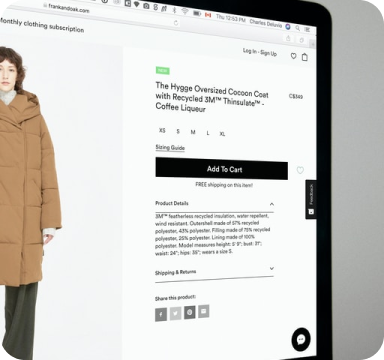 frankandoak.com
Thu 12:53 PM Charles Delisle
Monthly clothing subscription
Log In · Sign Up
NEW
The Hygge Oversized Cocoon Coat
with Recycled 3M™ Thinsulate™ -
Coffee Liqueur
C$349
XS S M L XL
Sizing Guide
Add To Cart
FREE shipping on this item!
Feedback
Product Details
3M™ featherless recycled insulation, water repellent,
wind resistant. Outershell made of 57% recycled
polyester, 43% polyester. Filling made of 75% recycled
polyester, 25% polyester. Lining made of 100%
polyester. Model measures height: 5' 9"; bust: 31";
waist: 24"; hips: 35"; wears a size S.
Shipping & Returns
Share this product: